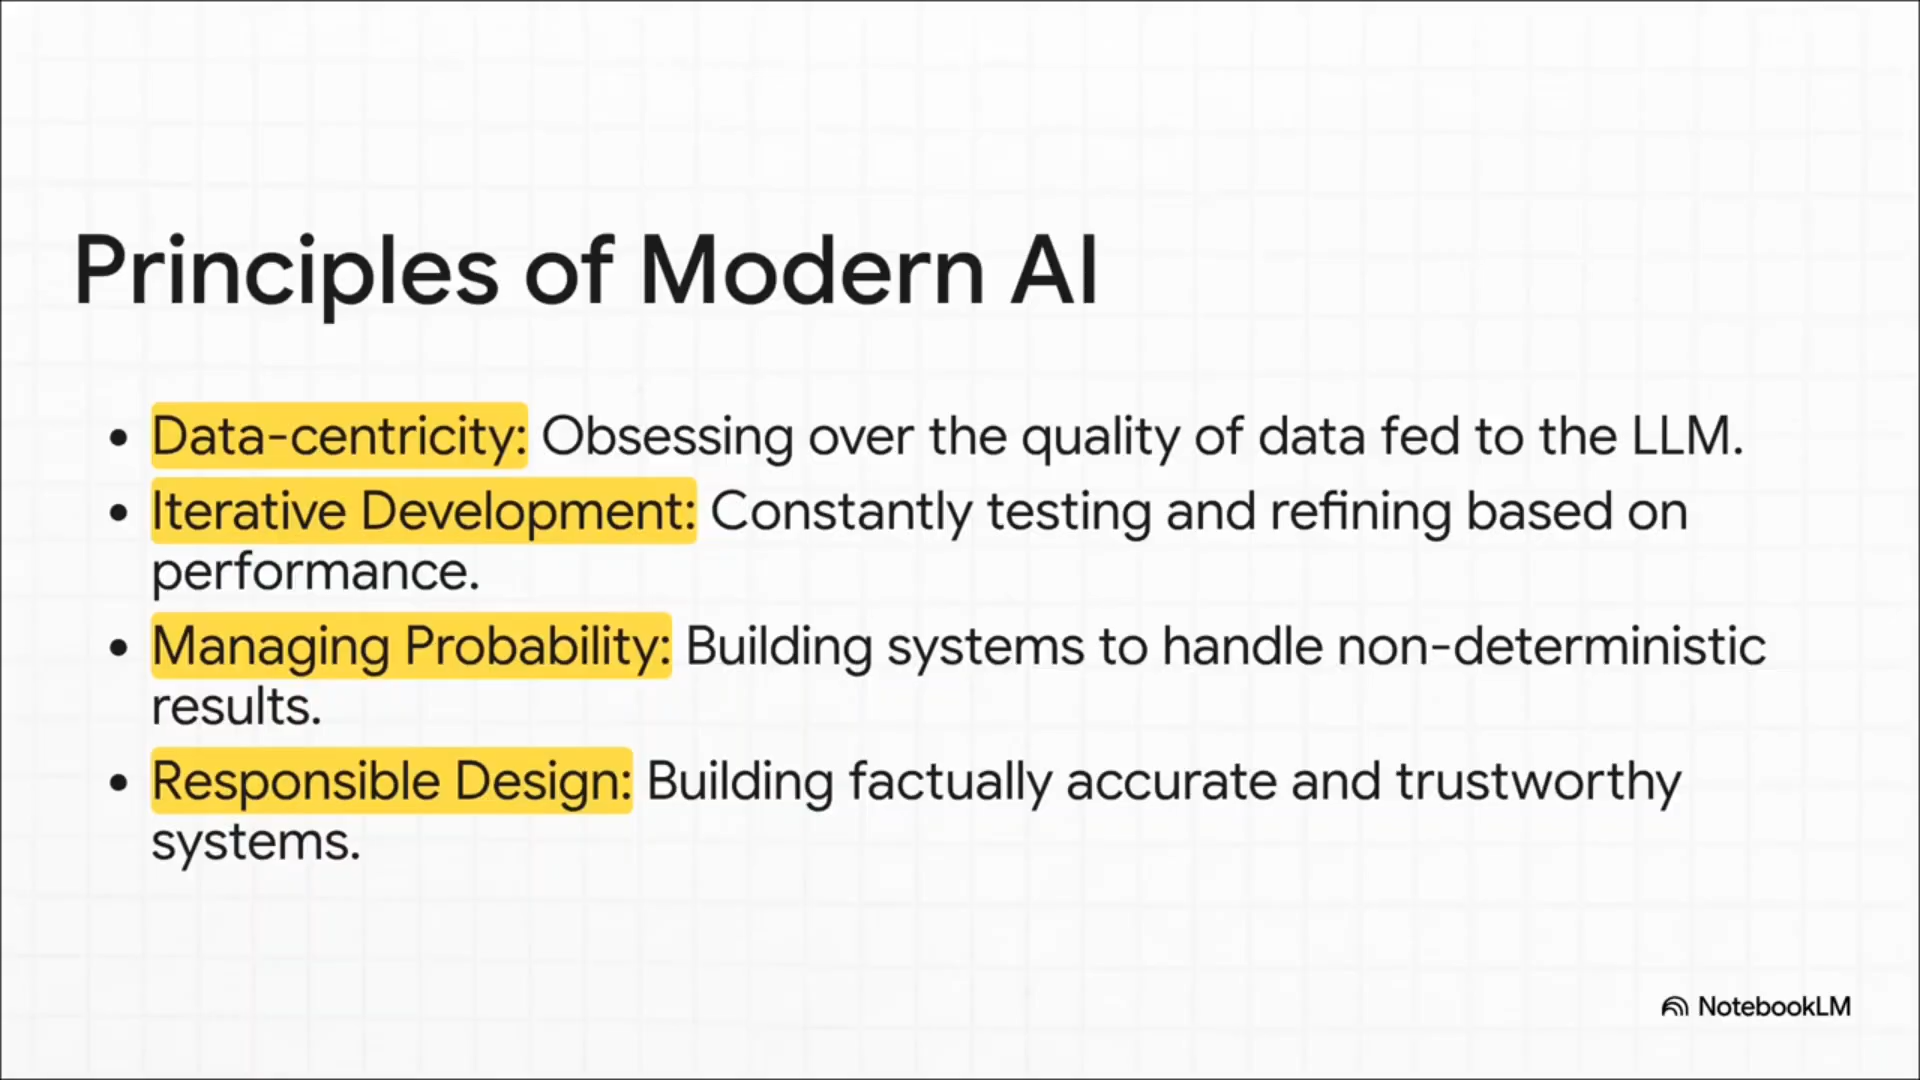 Principles of Modern AI
• Data-centricity: Obsessing over the quality of data fed to the LLM.
• Iterative Development: Constantly testing and refining based on
performance.
• Managing Probability: Building systems to handle non-deterministic
results.
• Responsible Design: Building factually accurate and trustworthy
systems.
NotebookLM